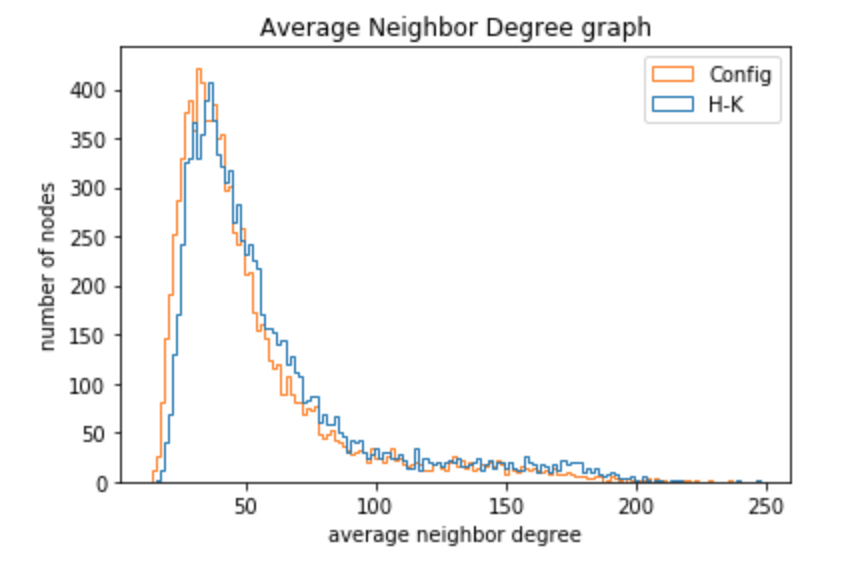 Average Neighbor Degree graph
Config
H-K
400
350
300
250
200
150
100
50
0
number of nodes
50 100 150 200 250
average neighbor degree